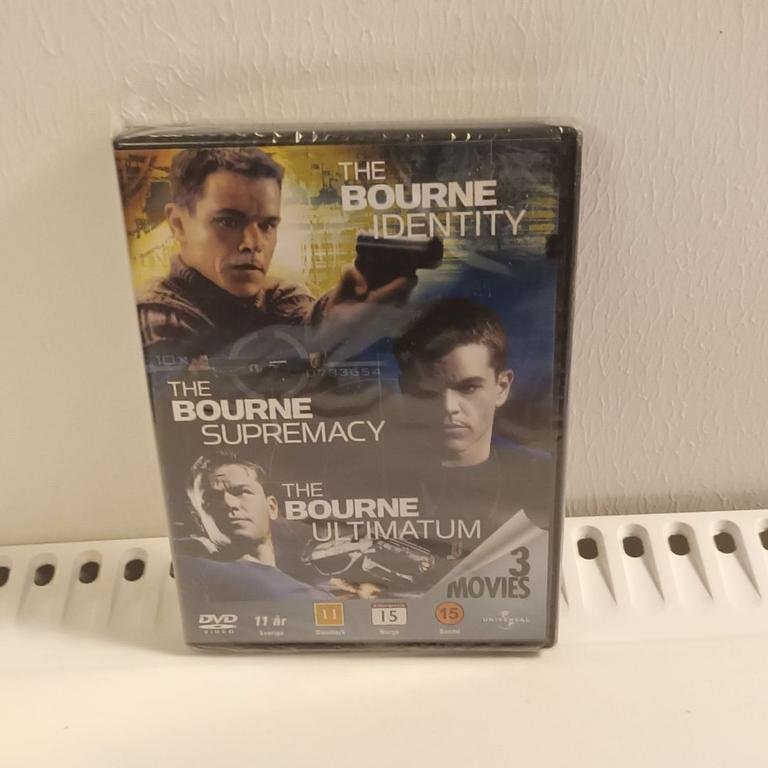 THE
BOURNE
IDENTITY
10x
0783654
THE
BOURNE
SUPREMACY
THE
BOURNE
ULTIMATUM
3
MOVIES
DVD
VIDEO
11 år
Sverige
11
Danmark
15
Norge
15
Suomi
UNIVERSAL